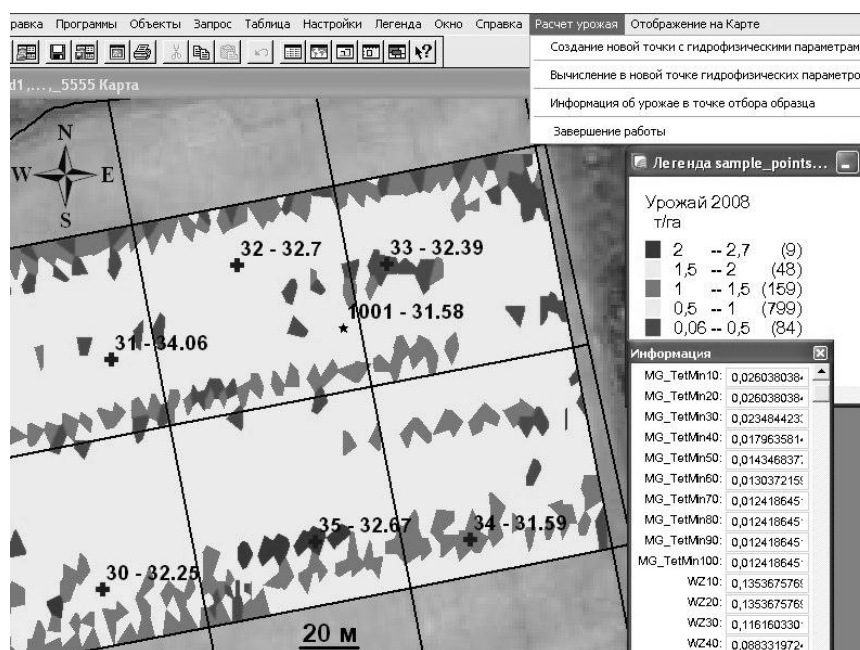 равка Программы Объекты Запрос Таблица Настройки Легенда Окно Справка Расчет урожая Отображение на Карте
Создание новой точки с гидрофизическими параметрам
Вычисление в новой точке гидрофизических параметро
Информация об урожае в точке отбора образца
Завершение работы
d1,...,_5555 Карта
N
W E
S
32 - 32.7
33 - 32.39
1001 - 31.58
31 - 34.06
35 - 32.67
34 - 31.59
30 - 32.25
20 м
Легенда sample_points...
Урожай 2008
т/га
2 -- 2,7 (9)
1,5 -- 2 (48)
1 -- 1,5 (159)
0,5 -- 1 (799)
0,06 -- 0,5 (84)
Информация
MG_TetMin10: 0,026038038
MG_TetMin20: 0,026038038
MG_TetMin30: 0,023484423
MG_TetMin40: 0,017963581
MG_TetMin50: 0,014346837
MG_TetMin60: 0,013037215
MG_TetMin70: 0,012418645
MG_TetMin80: 0,012418645
MG_TetMin90: 0,012418645
MG_TetMin100: 0,012418645
WZ10: 0,135367576
WZ20: 0,135367576
WZ30: 0,116160330
WZ40: 0,088331972